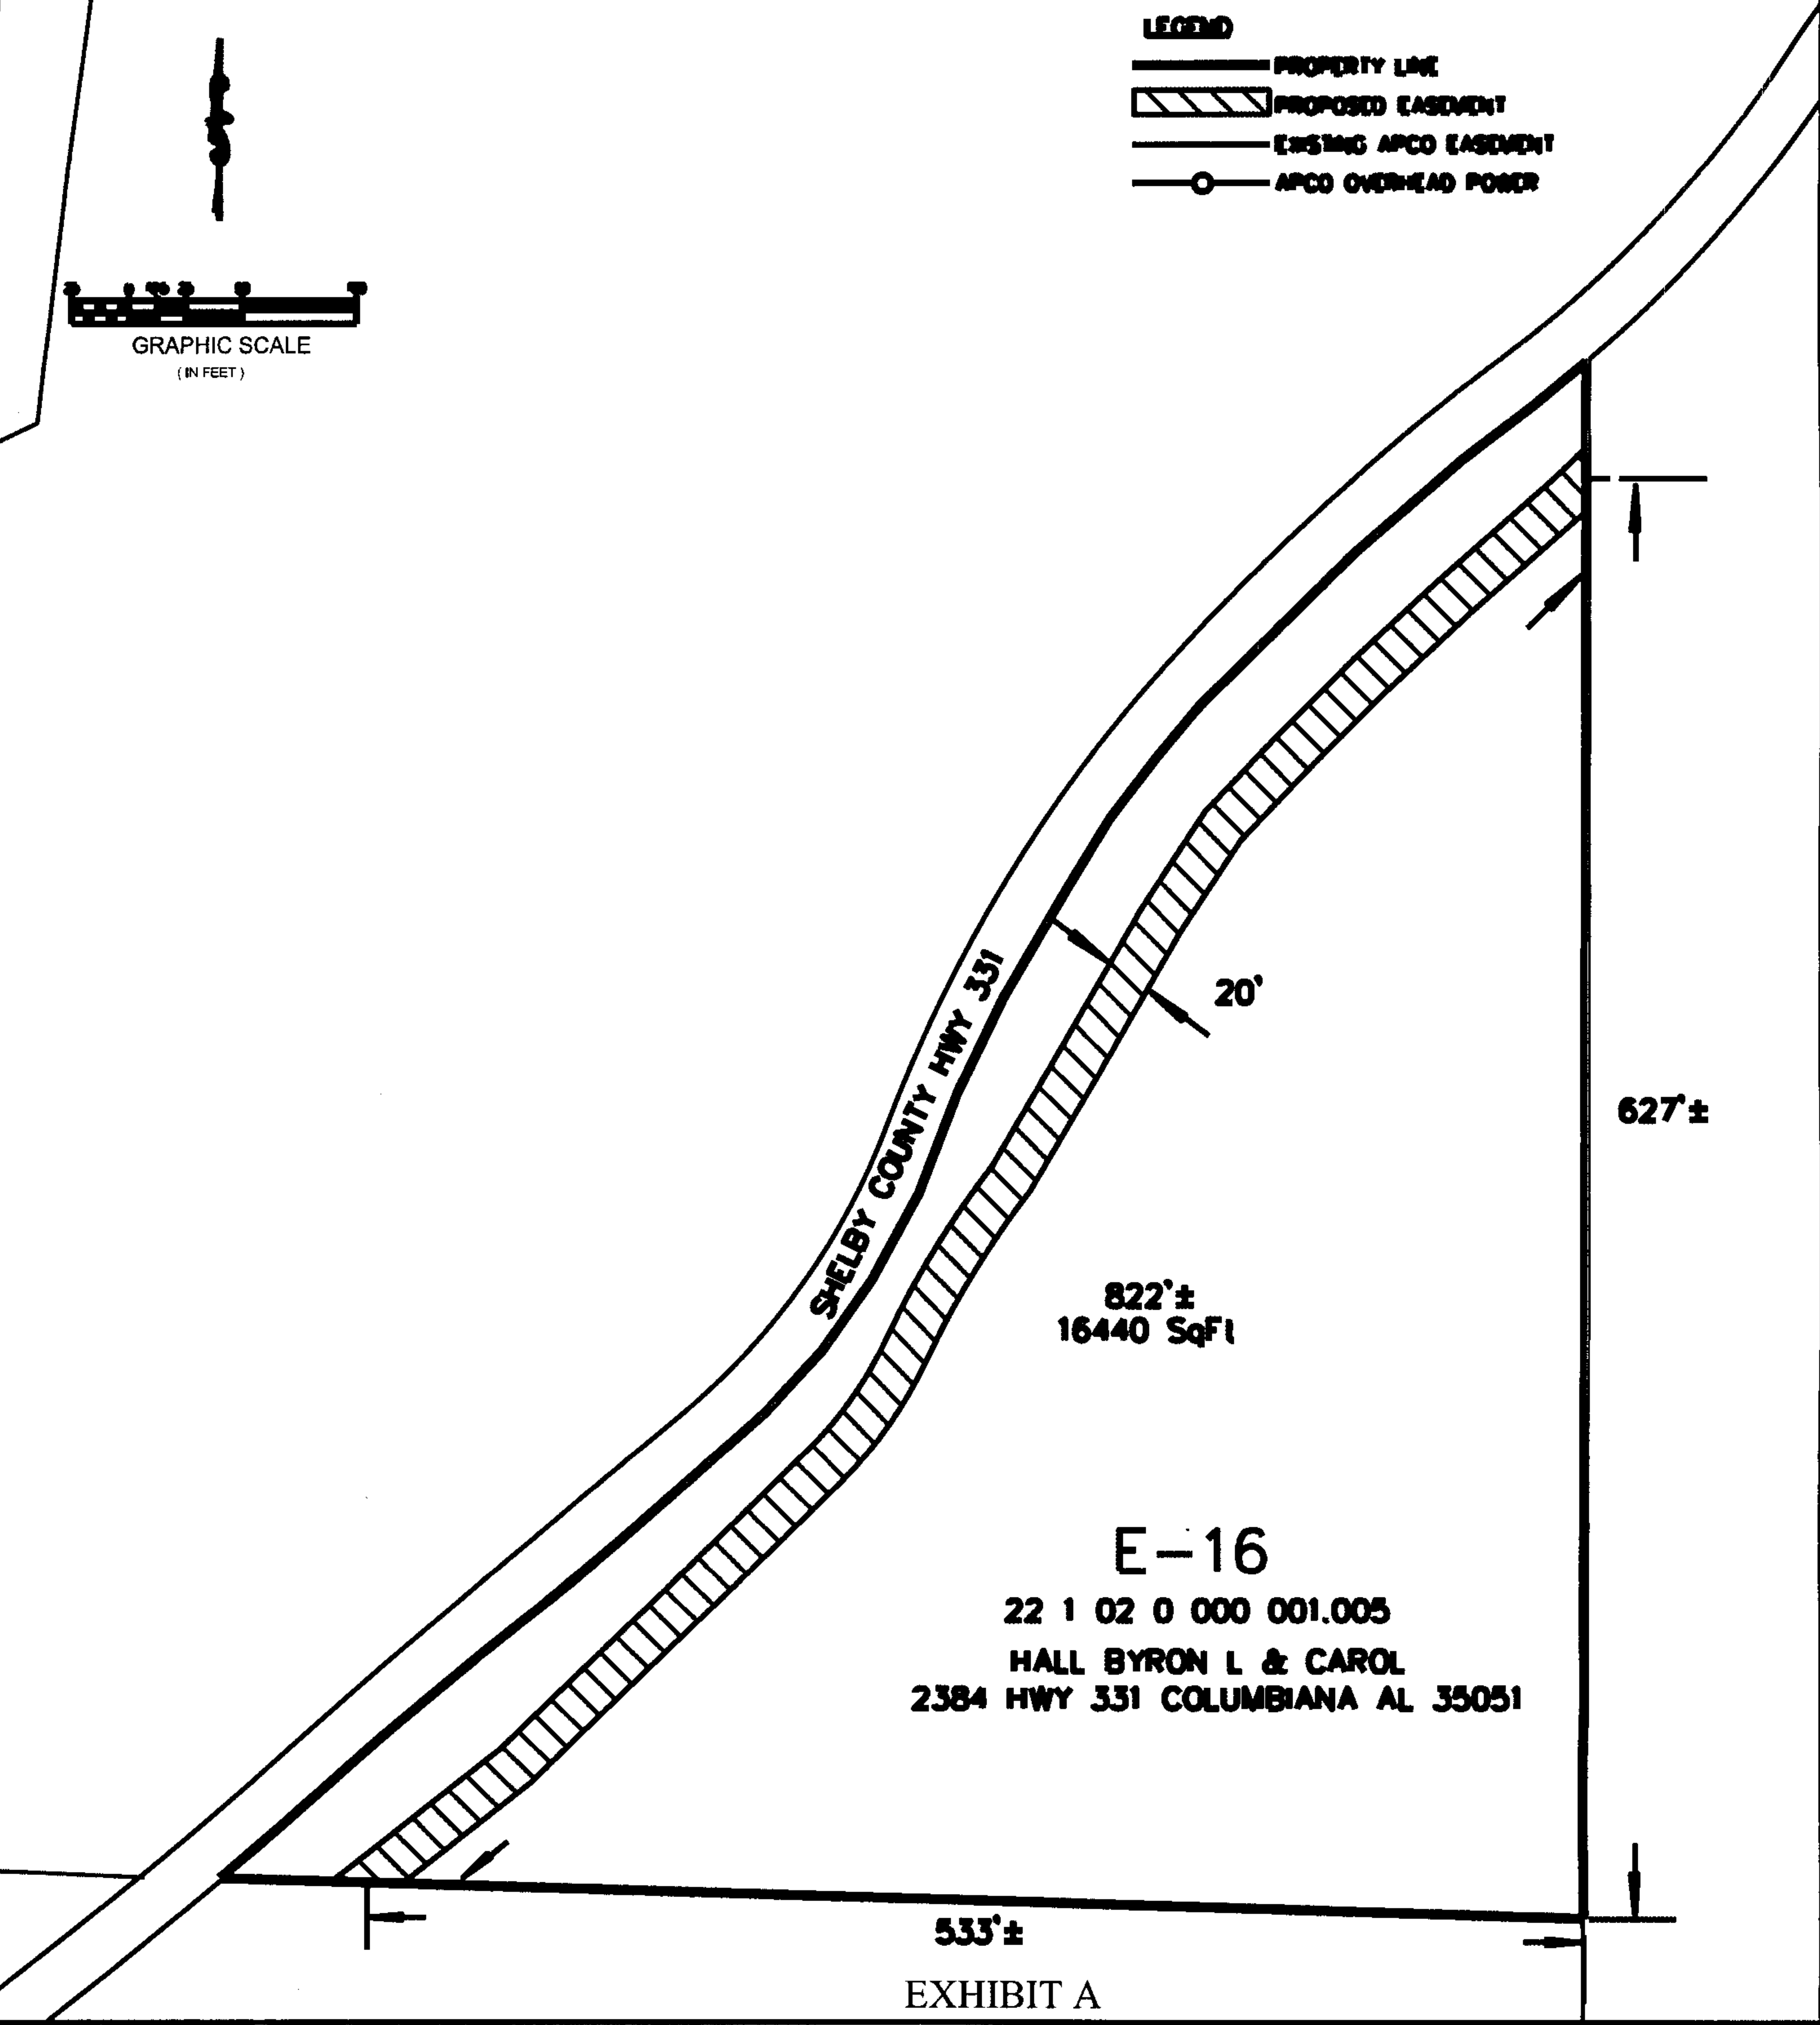 LEGEND
PROPERTY LINE
PROPOSED EASEMENT
EXISTING APCO EASEMENT
APCO OVERHEAD POWER
GRAPHIC SCALE
( IN FEET )
SHELBY COUNTY HWY 331
20'
627'±
822'±
16440 SqFt
E-16
22 1 02 0 000 001.005
HALL BYRON L & CAROL
2384 HWY 331 COLUMBIANA AL 35051
533'±
EXHIBIT A